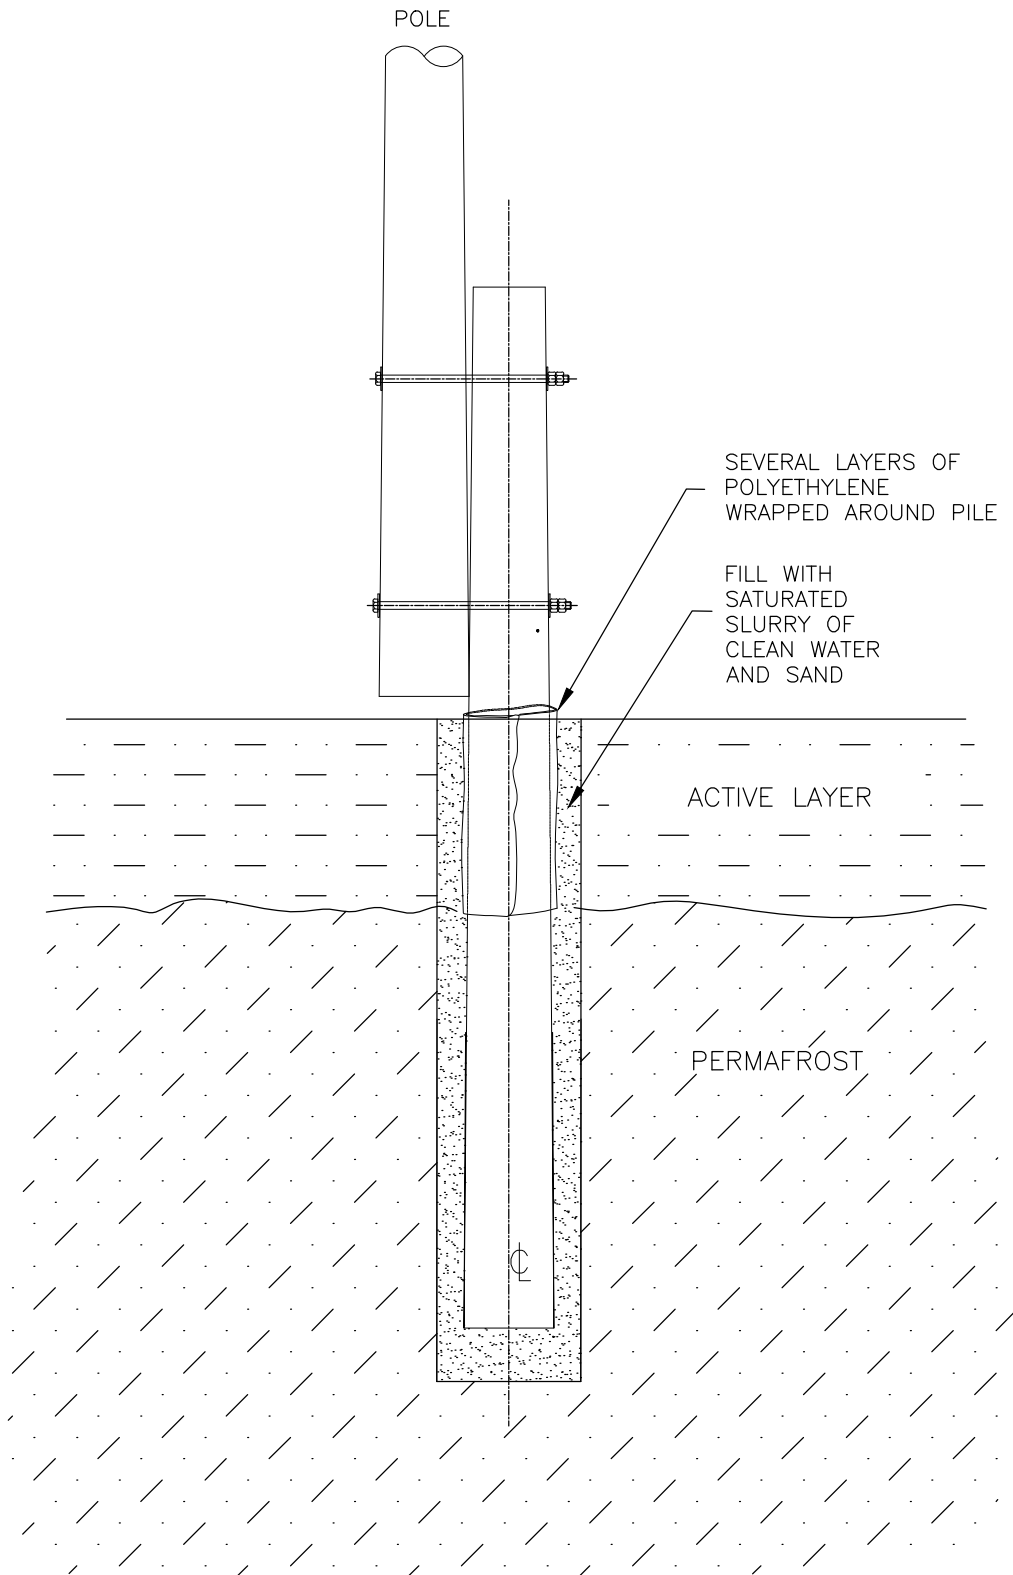 POLE
SEVERAL LAYERS OF
POLYETHYLENE
WRAPPED AROUND PILE
FILL WITH
SATURATED
SLURRY OF
CLEAN WATER
AND SAND
ACTIVE LAYER
PERMAFROST
℄